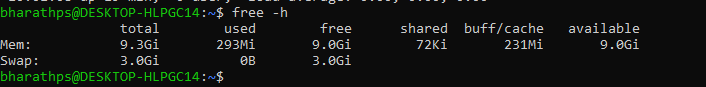 bharathps@DESKTOP-HLPGC14:~$ free -h
total used free shared buff/cache available
Mem: 9.3Gi 293Mi 9.0Gi 72Ki 231Mi 9.0Gi
Swap: 3.0Gi 0B 3.0Gi
bharathps@DESKTOP-HLPGC14:~$